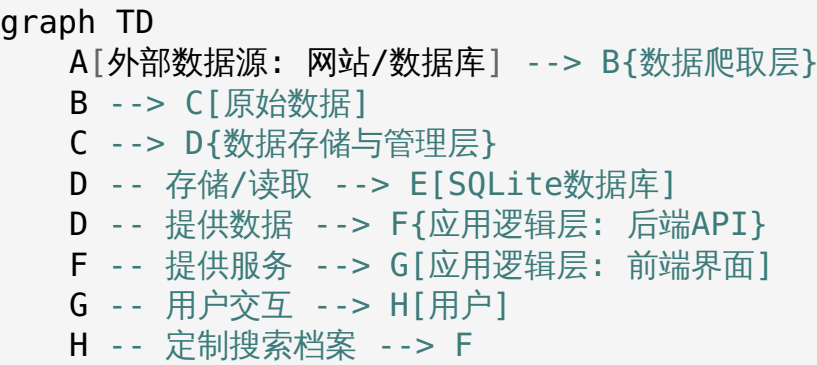 graph TD
    A[外部数据源: 网站/数据库] --> B{数据爬取层}
    B --> C[原始数据]
    C --> D{数据存储与管理层}
    D -- 存储/读取 --> E[SQLite数据库]
    D -- 提供数据 --> F{应用逻辑层: 后端API}
    F -- 提供服务 --> G[应用逻辑层: 前端界面]
    G -- 用户交互 --> H[用户]
    H -- 定制搜索档案 --> F